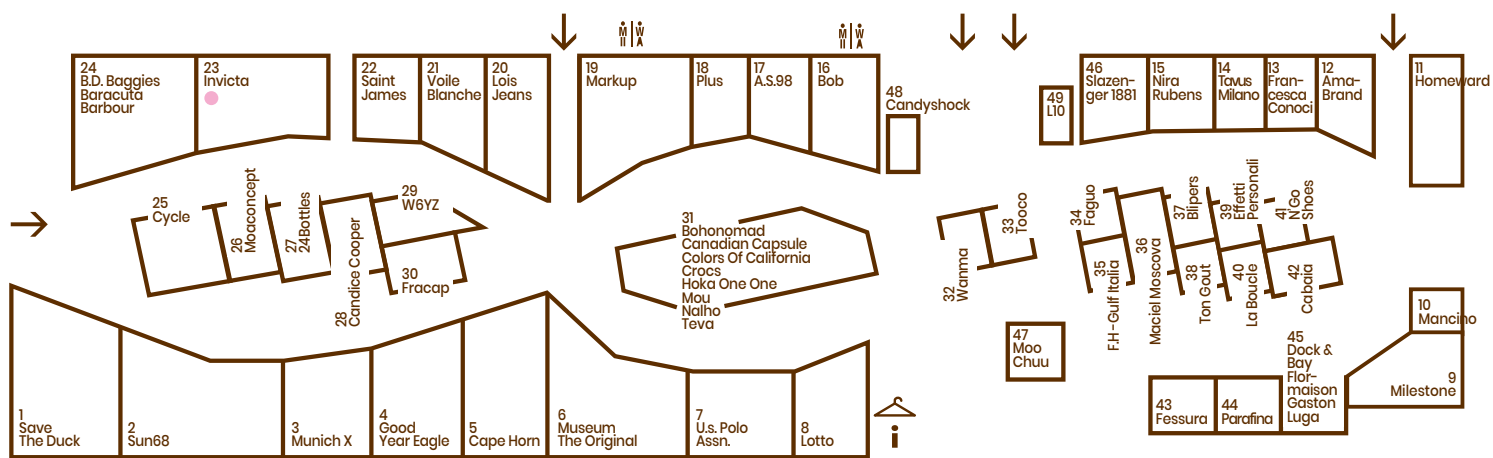 M
W
A
M
W
A
24
B.D. Baggies
Baracuta
Barbour
23
Invicta
22
Saint
James
21
Voile
Blanche
20
Lois
Jeans
19
Markup
18
Plus
17
A.S.98
16
Bob
48
Candyshock
49
L10
46
Slazen-
ger 1881
15
Nira
Rubens
14
Tavus
Milano
13
Fran-
cesca
Conoci
12
Ama-
Brand
11
Homeward
25
Cycle
26
Moaconcept
27
24Bottles
28
Candice Cooper
29
W6YZ
30
Fracap
31
Bohonomad
Canadian Capsule
Colors Of California
Crocs
Hoka One One
Mou
Nalho
Teva
32
Wanma
33
Tooco
34
Faguo
35
F.H-Gulf Italia
36
Maciel Moscova
37
Blipers
38
Ton Gout
39
Effetti
Personali
40
La Boucle
41
N'Go
Shoes
42
Cabaia
47
Moo
Chuu
10
Mancino
9
Milestone
45
Dock &
Bay
Flor-
maison
Gaston
Luga
43
Fessura
44
Parafina
1
Save
The Duck
2
Sun68
3
Munich X
4
Good
Year Eagle
5
Cape Horn
6
Museum
The Original
7
U.s. Polo
Assn.
8
Lotto
i